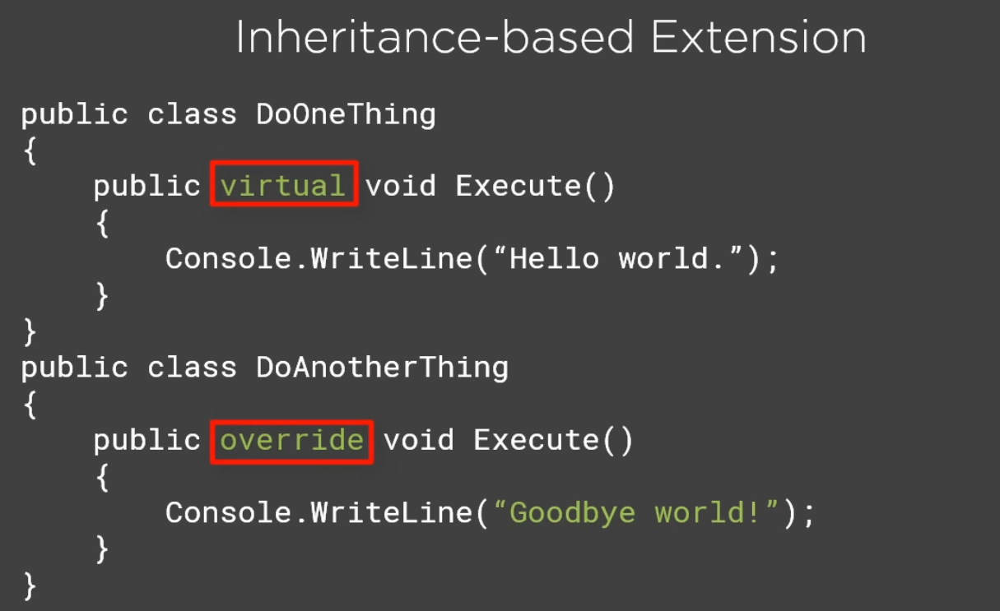 Inheritance-based Extension
public class DoOneThing
{
    public virtual void Execute()
    {
        Console.WriteLine(“Hello world.”);
    }
}
public class DoAnotherThing
{
    public override void Execute()
    {
        Console.WriteLine(“Goodbye world!”);
    }
}